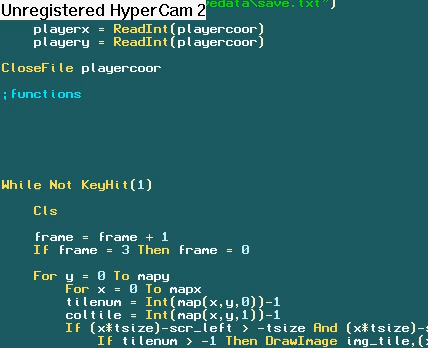 Unregistered HyperCam 2
vedata\save.txt")
playerx = ReadInt(playercoor)
playery = ReadInt(playercoor)
CloseFile playercoor
;functions
While Not KeyHit(1)
Cls
frame = frame + 1
If frame = 3 Then frame = 0
For y = 0 To mapy
For x = 0 To mapx
tilenum = Int(map(x,y,0))-1
coltile = Int(map(x,y,1))-1
If (x*tsize)-scr_left > -tsize And (x*tsize)-s
If tilenum > -1 Then DrawImage img_tile,(x